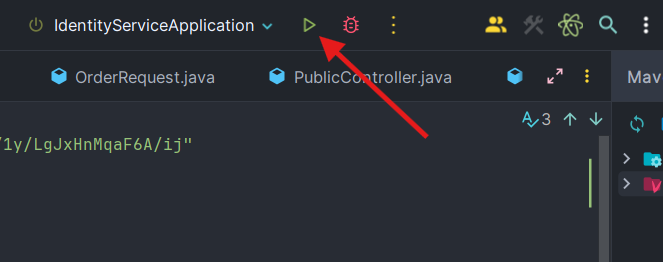 IdentityServiceApplication
OrderRequest.java PublicController.java Mav
3
/1y/LgJxHnMqaF6A/ij"